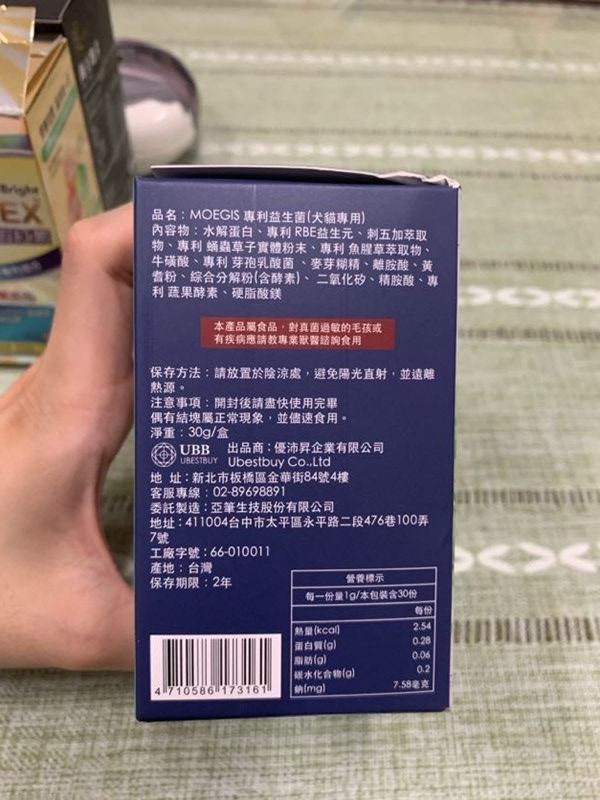 Bright
EX
品名：MOEGIS 專利益生菌(犬貓專用)
內容物：水解蛋白、專利 RBE益生元、刺五加萃取
物、專利 蛹蟲草子實體粉末、專利 魚腥草萃取物、
牛磺酸、專利 芽孢乳酸菌、麥芽糊精、離胺酸、黃
耆粉、綜合分解粉(含酵素)、二氧化矽、精胺酸、專
利 蔬果酵素、硬脂酸鎂
本產品屬食品，對真菌過敏的毛孩或
有疾病應請教專業獸醫諮詢食用
保存方法：請放置於陰涼處，避免陽光直射，並遠離
熱源。
注意事項：開封後請盡快使用完畢
偶有結塊屬正常現象，並儘速食用。
淨重：30g/盒
UBB
UBESTBUY
出品商：優沛昇企業有限公司
Ubestbuy Co.,Ltd
地 址：新北市板橋區金華街84號4樓
客服專線：02-89698891
委託製造：亞筆生技股份有限公司
地址：411004台中市太平區永平路二段476巷100弄
7號
工廠字號：66-010011
產地：台灣
保存期限：2年
營養標示
每一份量1g/本包裝含30份
每份
熱量(kcal) 2.54
蛋白質(g) 0.28
脂肪(g) 0.06
碳水化合物(g) 0.2
鈉(mg) 7.58毫克
4 710586 173161